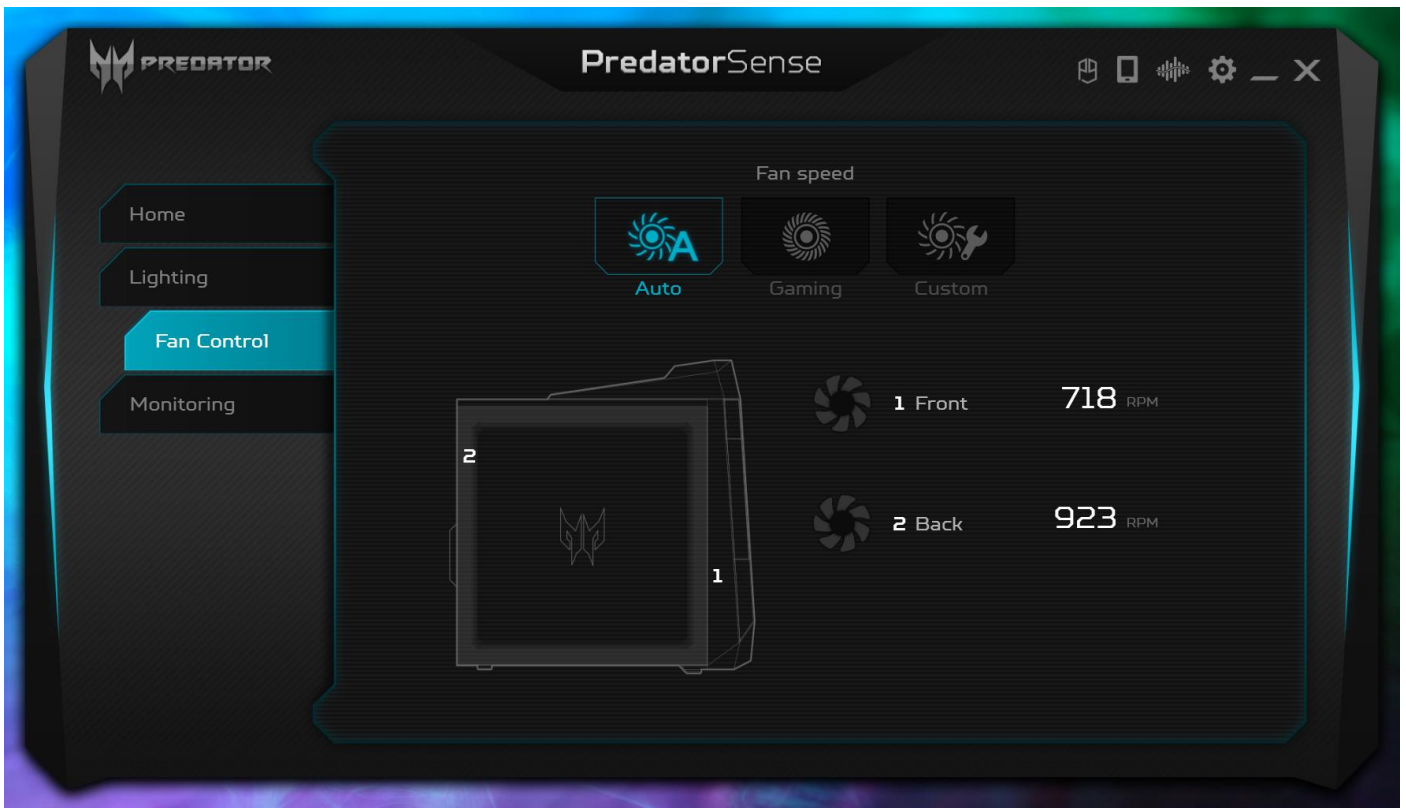 PREDATOR
PredatorSense
Home
Lighting
Fan Control
Monitoring
Fan speed
A
Auto
Gaming
Custom
2
1
1 Front 718 RPM
2 Back 923 RPM